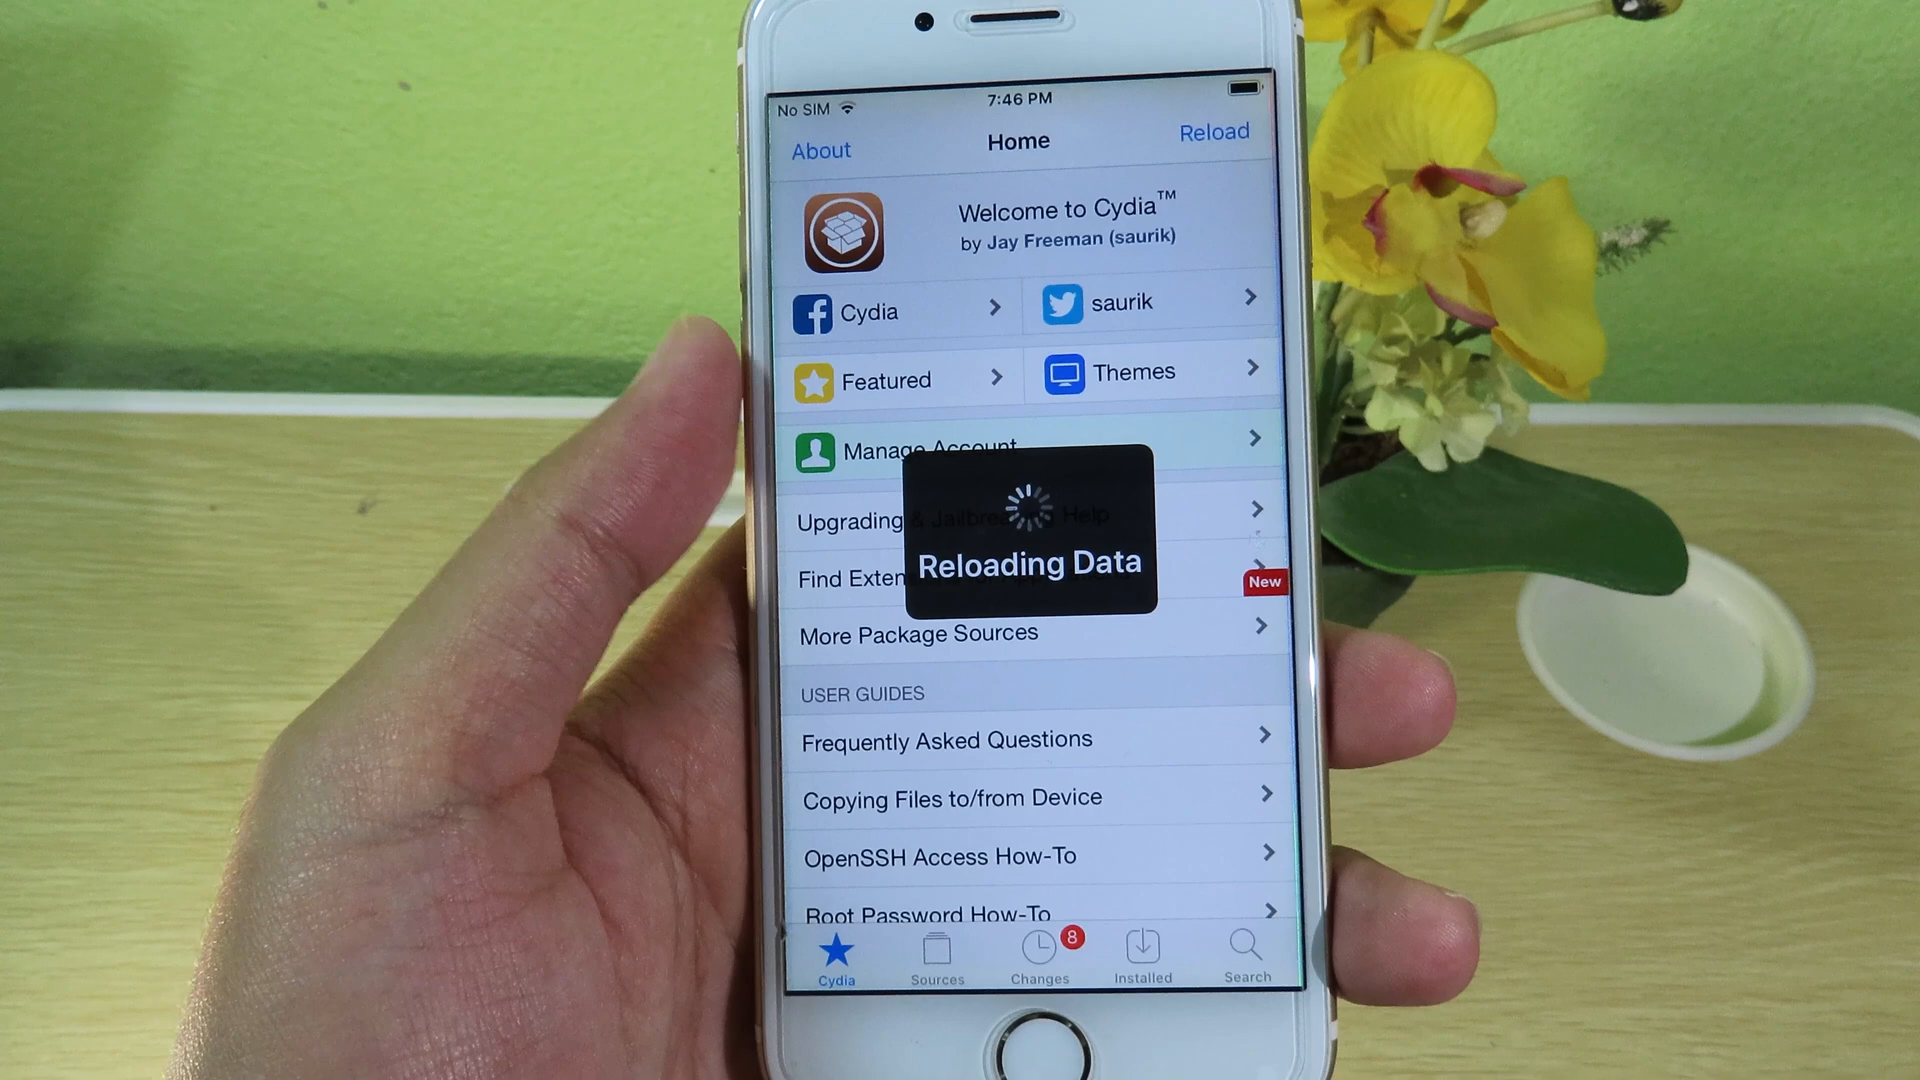 No SIM 7:46 PM
About Home Reload
Welcome to Cydia™
by Jay Freeman (saurik)
Cydia saurik
Featured Themes
Manage Account
Upgrading & Jailbreaking Help
Reloading Data
Find Exten
New
More Package Sources
USER GUIDES
Frequently Asked Questions
Copying Files to/from Device
OpenSSH Access How-To
Root Password How-To
8
Cydia Sources Changes Installed Search